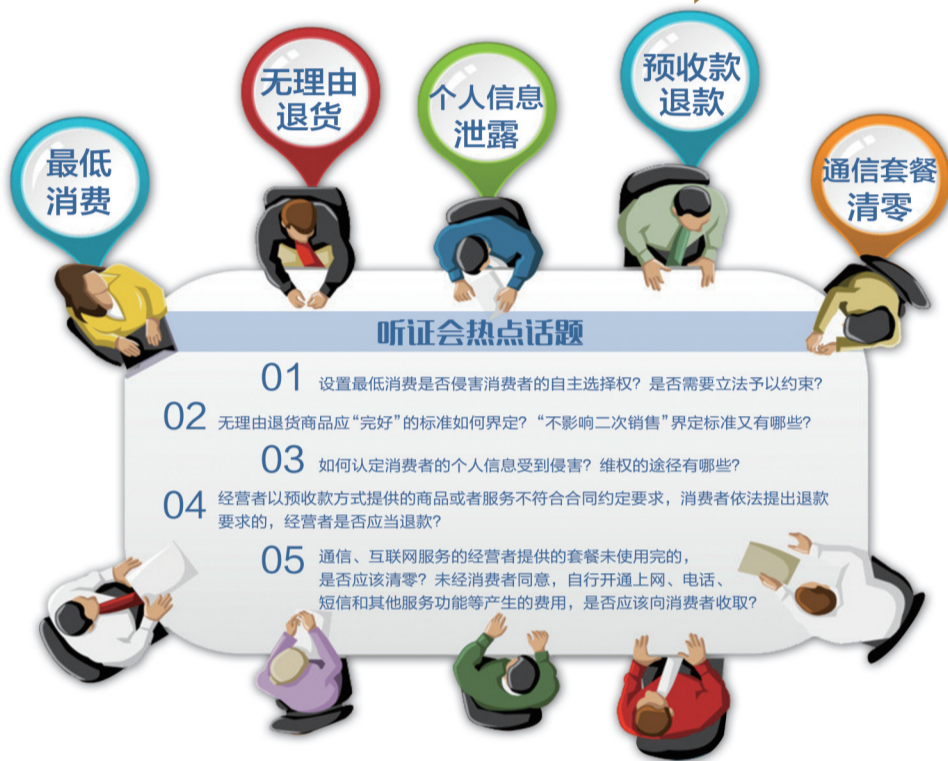 最低
消费
无理由
退货
个人信息
泄露
预收款
退款
通信套餐
清零
听证会热点话题
01 设置最低消费是否侵害消费者的自主选择权？是否需要立法予以约束？
02 无理由退货商品应“完好”的标准如何界定？“不影响二次销售”界定标准又有哪些？
03 如何认定消费者的个人信息受到侵害？维权的途径有哪些？
04 经营者以预收款方式提供的商品或者服务不符合合同约定要求，消费者依法提出退款
要求的，经营者是否应当退款？
05 通信、互联网服务的经营者提供的套餐未使用完的，
是否应该清零？未经消费者同意，自行开通上网、电话、
短信和其他服务功能等产生的费用，是否应该向消费者收取？